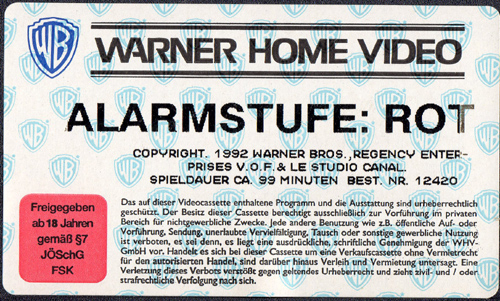 WB WARNER HOME VIDEO
ALARMSTUFE: ROT
COPYRIGHT. 1992 WARNER BROS.,REGENCY ENTER-
PRISES V.O.F. & LE STUDIO CANAL.
SPIELDAUER CA. 99 MINUTEN BEST. NR. 12420
Freigegeben
ab 18 Jahren
gemäß §7
JÖSchG
FSK
Das auf dieser Videocassette enthaltene Programm und die Ausstattung sind urheberrechtlich
geschützt. Der Besitz dieser Cassette berechtigt ausschließlich zur Vorführung im privaten
Bereich für nichtgewerbliche Zwecke. Jede andere Benutzung wie z.B. öffentliche Auf- oder
Vorführung, Sendung, unerlaubte Vervielfältigung, Tausch oder sonstige gewerbliche Nutzung
ist verboten, es sei denn, es liegt eine ausdrückliche, schriftliche Genehmigung der WHV-
GmbH vor. Handelt es sich bei dieser Cassette um eine Verkaufscassette ohne Vermietrecht
für den autorisierten Handel, sind darüber hinaus Verleih und Vermietung untersagt. Eine
Verletzung dieses Verbots verstößt gegen geltendes Urheberrecht und zieht zivil- und / oder
strafrechtliche Verfolgung nach sich.